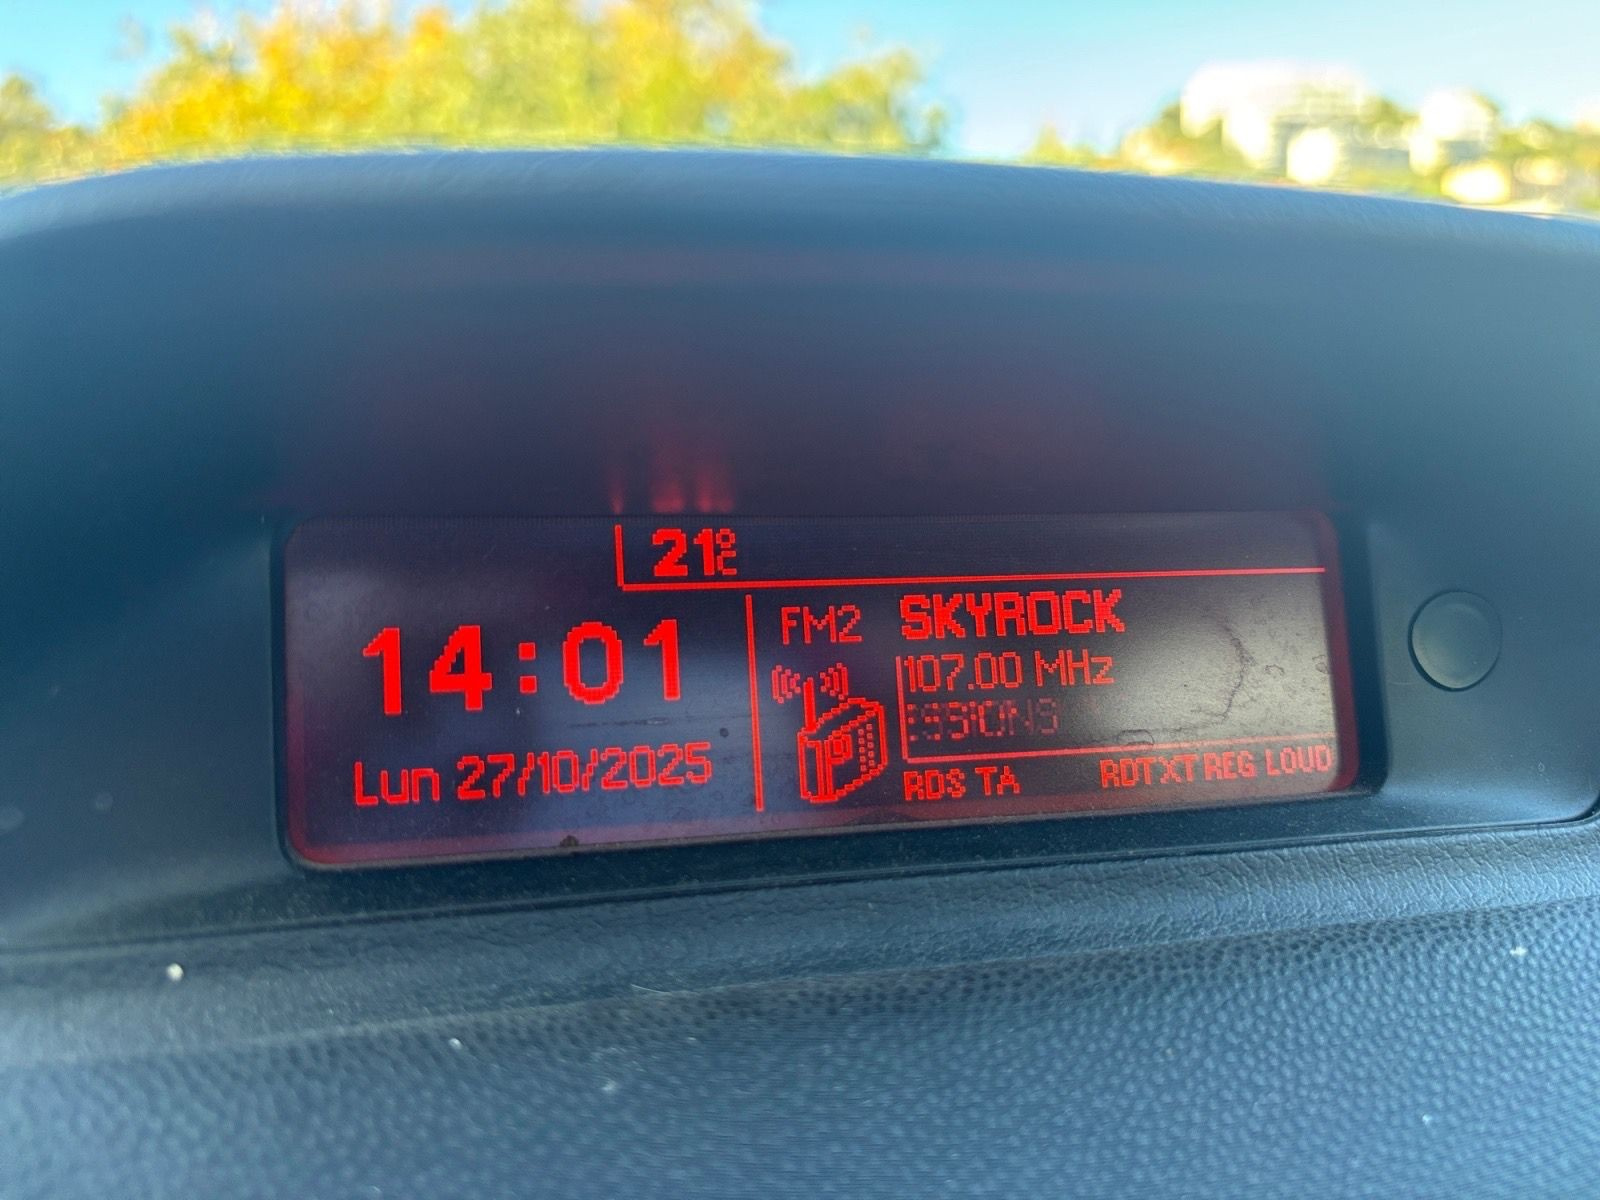 21°C
14:01
Lun 27/10/2025
FM2 SKYROCK
107.00 MHz
RDS TA RDTXT REG LOUD